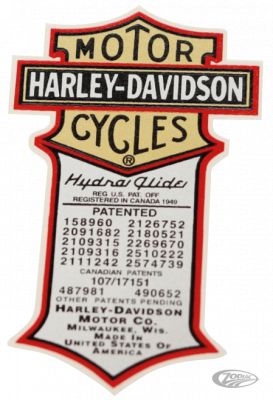 MOTOR
HARLEY-DAVIDSON
CYCLES
®
Hydra Glide
REG U.S. PAT. OFF
REGISTERED IN CANADA 1949
PATENTED
158960 2126752
2091682 2180521
2109315 2269670
2109316 2510222
2111242 2574739
CANADIAN PATENTS
107/17151
487981 490652
OTHER PATENTS PENDING
HARLEY-DAVIDSON
MOTOR CO.
MILWAUKEE, WIS.
MADE IN
UNITED STATES OF
AMERICA
ZODIAC